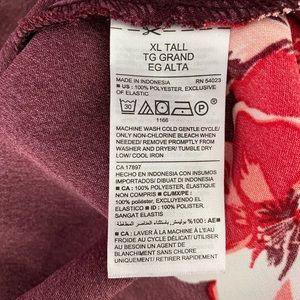 XL TALL
TG GRAND
EG ALTA
MADE IN INDONESIA RN 54023
■ US : 100% POLYESTER, EXCLUSIVE
OF ELASTIC
30
1166
MACHINE WASH COLD GENTLE CYCLE/
ONLY NON-CHLORINE BLEACH WHEN
NEEDED/ REMOVE PROMPTLY FROM
WASHER AND DRYER/ TUMBLE DRY
LOW/ COOL IRON
CA 17897
HECHO EN INDONESIA CON INSUMOS
IMPORTADOS/ DIBUAT DI INDONESIA
■ CA : 100% POLYESTER, ÉLASTIQUE
NON COMPRIS ■ CL/MX/PE :
100% poliéster, EXCLUYENDO EL
ELÁSTICO ■ ID : 100% POLYESTER,
SANGAT ELASTIS
■ AE : 100%
■ CA : LAVER À LA MACHINE À L'EAU
FROIDE AU CYCLE DÉLICAT/ UTILISER
AU BESOIN UN AGENT DE
BLANCHIMENT SANS CHLORE
UNIQUEMENT/ RETIRER RAPIDEMENT